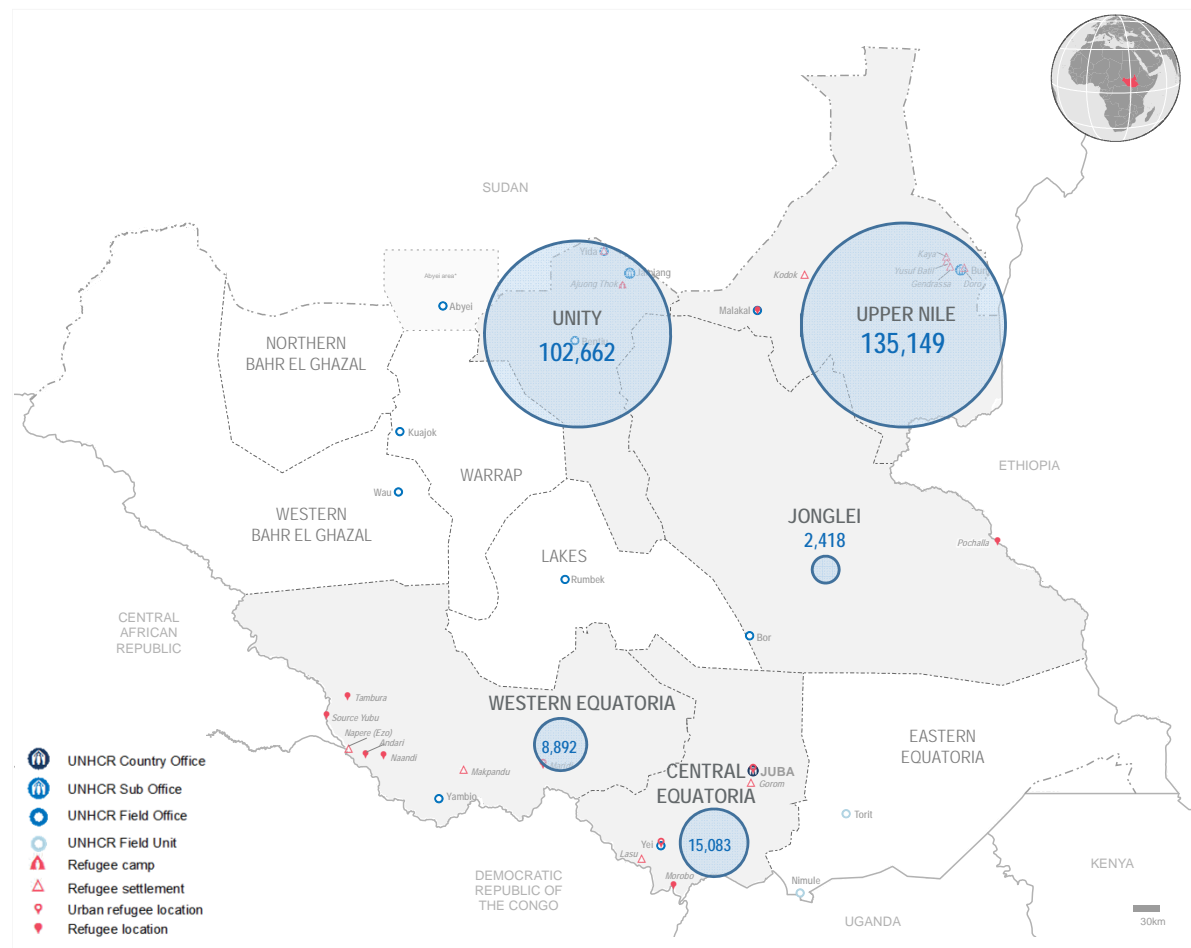 SUDAN
Yida
Jamjang
Ajuong Thok
Abyei area*
Abyei
UNITY
Bentiu
102,662
Kodok
Malakal
Kaya
Yusuf Batil
Bunj
Gendrassa
Doro
UPPER NILE
135,149
NORTHERN
BAHR EL GHAZAL
Kuajok
WARRAP
Wau
WESTERN
BAHR EL GHAZAL
ETHIOPIA
JONGLEI
2,418
Pochalla
LAKES
Rumbek
Bor
CENTRAL
AFRICAN
REPUBLIC
Tambura
Source Yubu
Napere (Ezo)
Andari
Naandi
Makpandu
Yambio
WESTERN EQUATORIA
8,892
CENTRAL
EQUATORIA
JUBA
Gorom
15,083
Yei
Lasu
Morobo
EASTERN
EQUATORIA
Torit
Nimule
KENYA
UGANDA
DEMOCRATIC
REPUBLIC OF
THE CONGO
30km
UNHCR Country Office
UNHCR Sub Office
UNHCR Field Office
UNHCR Field Unit
Refugee camp
Refugee settlement
Urban refugee location
Refugee location